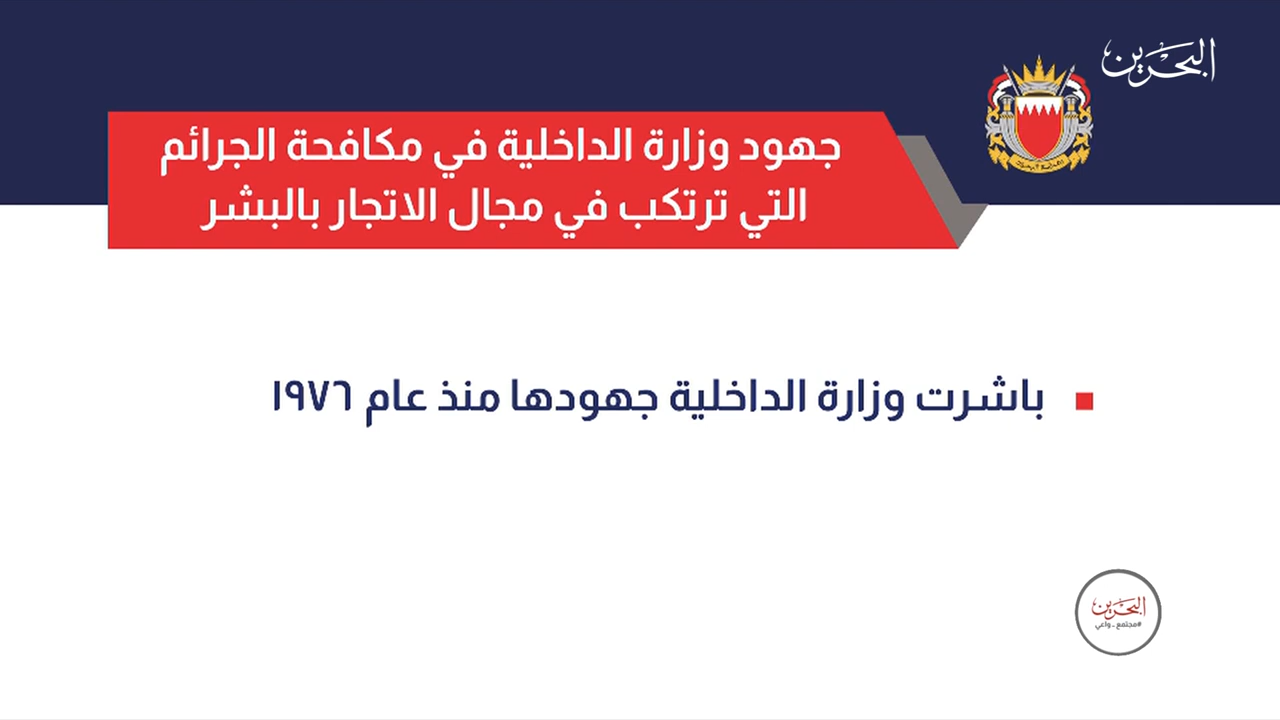 البحرين
جهود وزارة الداخلية في مكافحة الجرائم
التي ترتكب في مجال الاتجار بالبشر
باشرت وزارة الداخلية جهودها منذ عام ١٩٧٦
البحرين
#مجتمع_واعي